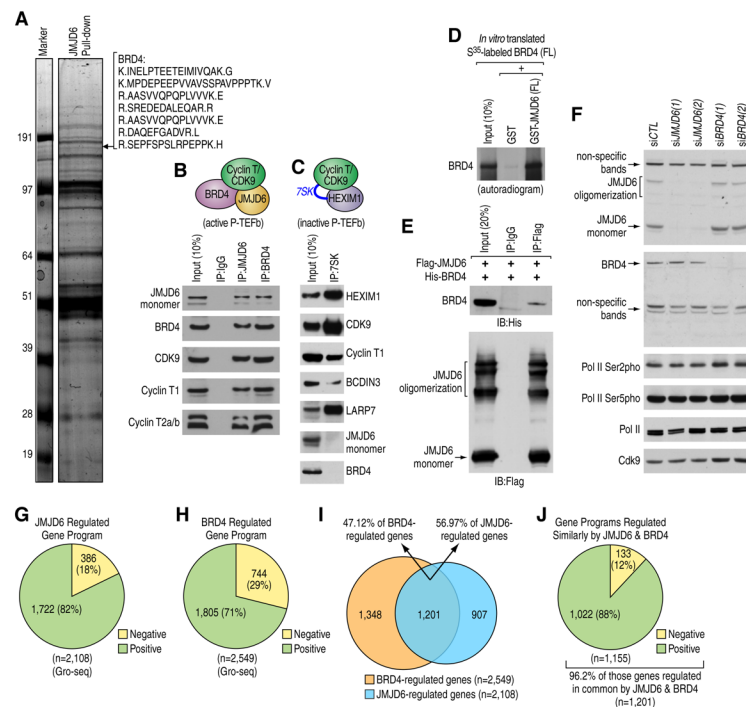 A
Marker
JMJD6
Pull-down
BRD4:
K.INELPTEETEIMIVQAK.G
K.MPDEPEEPVVAVSSPAVPPPTK.V
R.AASVVQPQPLVVVK.E
R.SREDEDALEQAR.R
R.AASVVQPQPLVVVK.E
R.DAQEFGADVR.L
R.SEPFSPSLRPEPPK.H
191
97
64
51
39
28
19
B
Cyclin T/
CDK9
BRD4
JMJD6
(active P-TEFb)
Input (10%)
IP:IgG
IP:JMJD6
IP:BRD4
JMJD6
monomer
BRD4
CDK9
Cyclin T1
Cyclin T2a/b
C
Cyclin T/
CDK9
7SK
HEXIM1
(inactive P-TEFb)
Input (10%)
IP:7SK
HEXIM1
CDK9
Cyclin T1
BCDIN3
LARP7
JMJD6
monomer
BRD4
D
In vitro translated
S35-labeled BRD4 (FL)
+
Input (10%)
GST
GST-JMJD6 (FL)
BRD4
(autoradiogram)
E
Input (20%)
IP:IgG
IP:Flag
Flag-JMJD6 + + +
His-BRD4 + + +
BRD4
IB:His
JMJD6
oligomerization
JMJD6
monomer
IB:Flag
F
siCTL
siJMJD6(1)
siJMJD6(2)
siBRD4(1)
siBRD4(2)
non-specific
bands
JMJD6
oligomerization
JMJD6
monomer
BRD4
non-specific
bands
Pol II Ser2pho
Pol II Ser5pho
Pol II
Cdk9
G
JMJD6 Regulated
Gene Program
386
(18%)
1,722 (82%)
Negative
Positive
(n=2,108)
(Gro-seq)
H
BRD4 Regulated
Gene Program
744
(29%)
1,805 (71%)
Negative
Positive
(n=2,549)
(Gro-seq)
I
47.12% of BRD4-
regulated genes
56.97% of JMJD6-
regulated genes
1,348
1,201
907
BRD4-regulated genes (n=2,549)
JMJD6-regulated genes (n=2,108)
J
Gene Programs Regulated
Similarly by JMJD6 & BRD4
133
(12%)
1,022 (88%)
Negative
Positive
(n=1,155)
96.2% of those genes regulated
in common by JMJD6 & BRD4
(n=1,201)